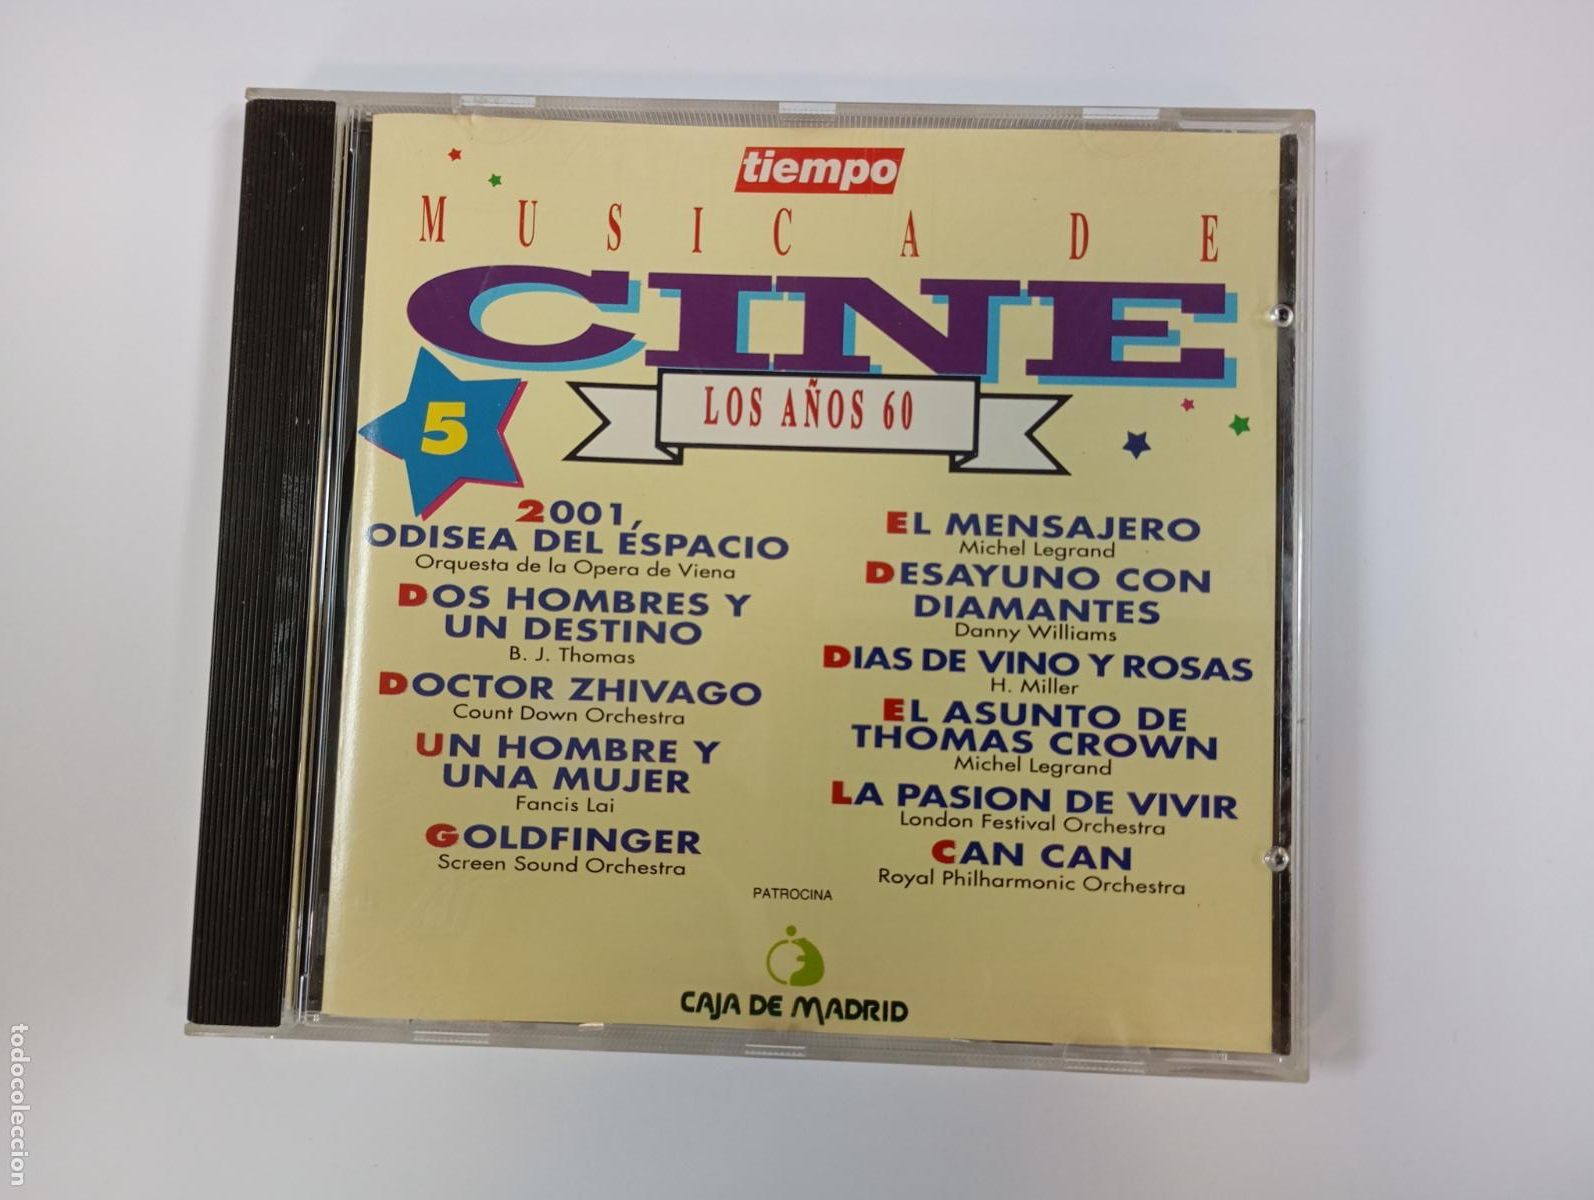 tiempo
MUSICA DE
CINE
LOS AÑOS 60
5
2001,
ODISEA DEL ESPACIO
Orquesta de la Opera de Viena
DOS HOMBRES Y
UN DESTINO
B. J. Thomas
DOCTOR ZHIVAGO
Count Down Orchestra
UN HOMBRE Y
UNA MUJER
Fancis Lai
GOLDFINGER
Screen Sound Orchestra
EL MENSAJERO
Michel Legrand
DESAYUNO CON
DIAMANTES
Danny Williams
DIAS DE VINO Y ROSAS
H. Miller
EL ASUNTO DE
THOMAS CROWN
Michel Legrand
LA PASION DE VIVIR
London Festival Orchestra
CAN CAN
Royal Philharmonic Orchestra
PATROCINA
CAJA DE MADRID
todocoleccion